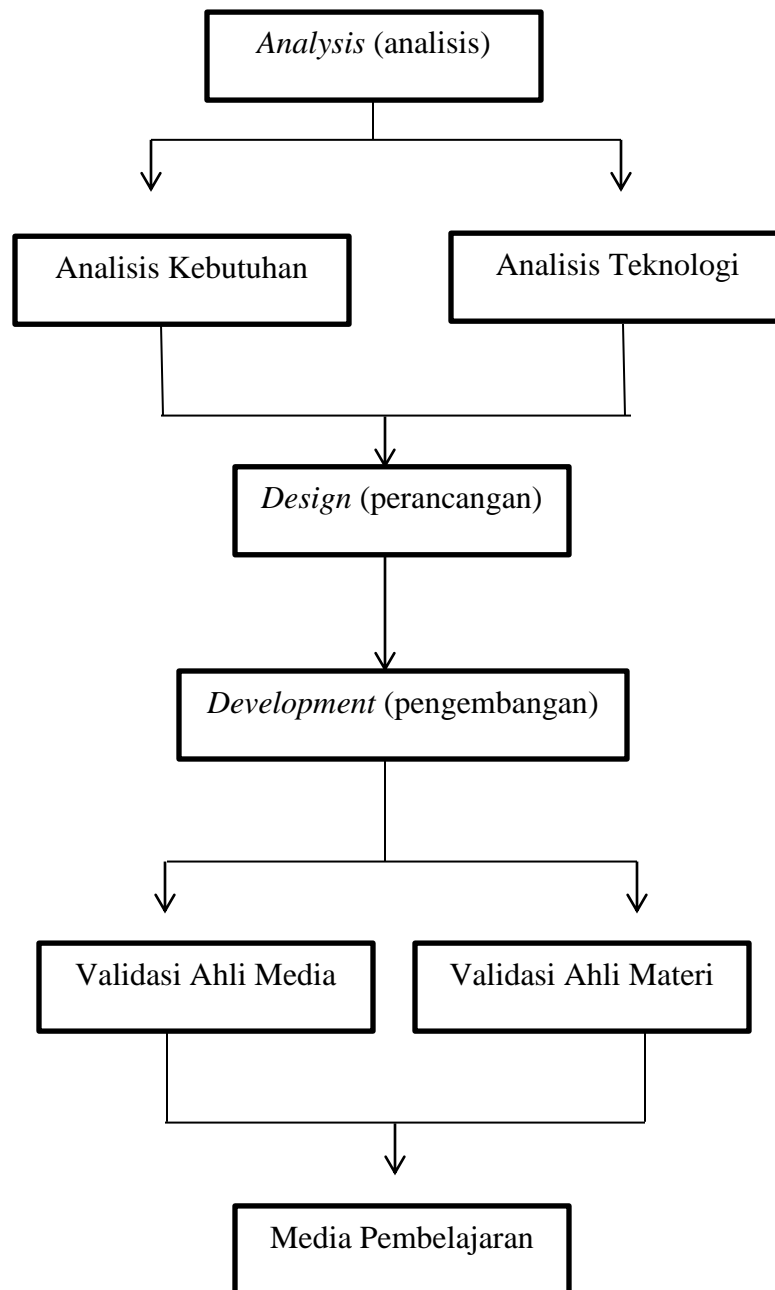 Analysis (analisis)
Analisis Kebutuhan
Analisis Teknologi
Design (perancangan)
Development (pengembangan)
Validasi Ahli Media
Validasi Ahli Materi
Media Pembelajaran